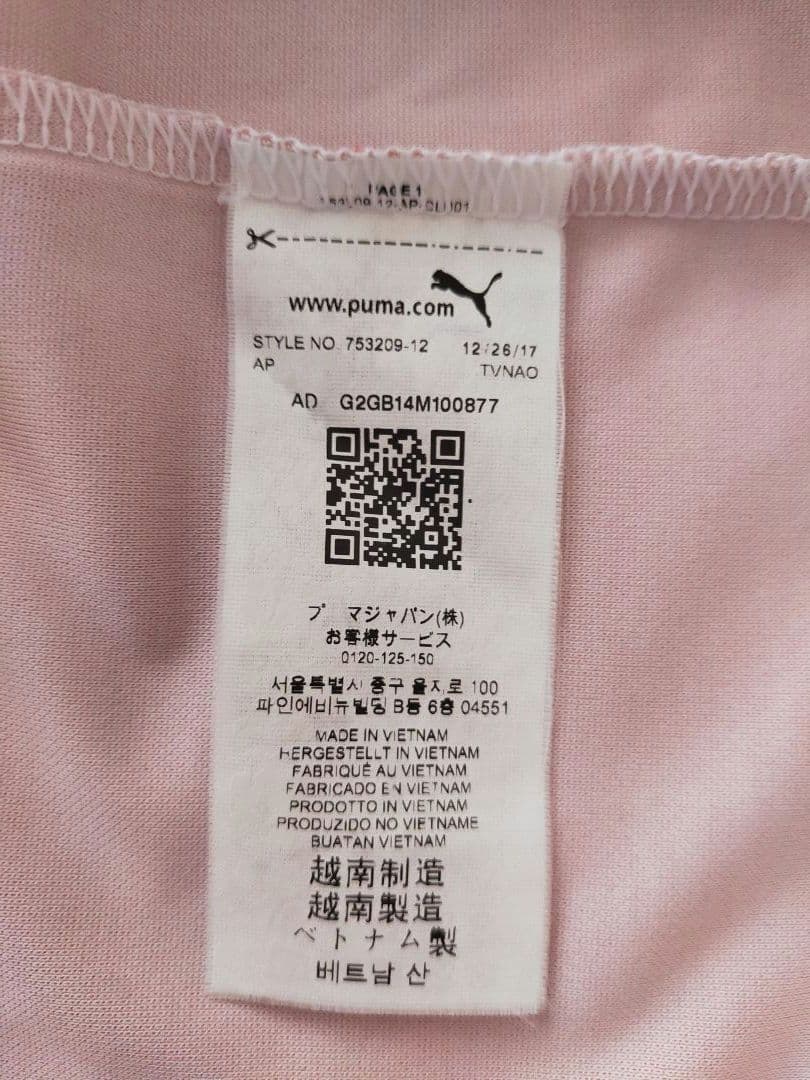 www.puma.com
STYLE NO. 753209-12 12/26/17
AP TVNAO
AD G2GB14M100877
プ マジャパン(株)
お客様サービス
0120-125-150
서울특별시 중구 을지로 100
파인에비뉴빌딩 B동 6층 04551
MADE IN VIETNAM
HERGESTELLT IN VIETNAM
FABRIQUÉ AU VIETNAM
FABRICADO EN VIETNAM
PRODOTTO IN VIETNAM
PRODUZIDO NO VIETNAME
BUATAN VIETNAM
越南制造
越南製造
ベトナム製
베트남 산